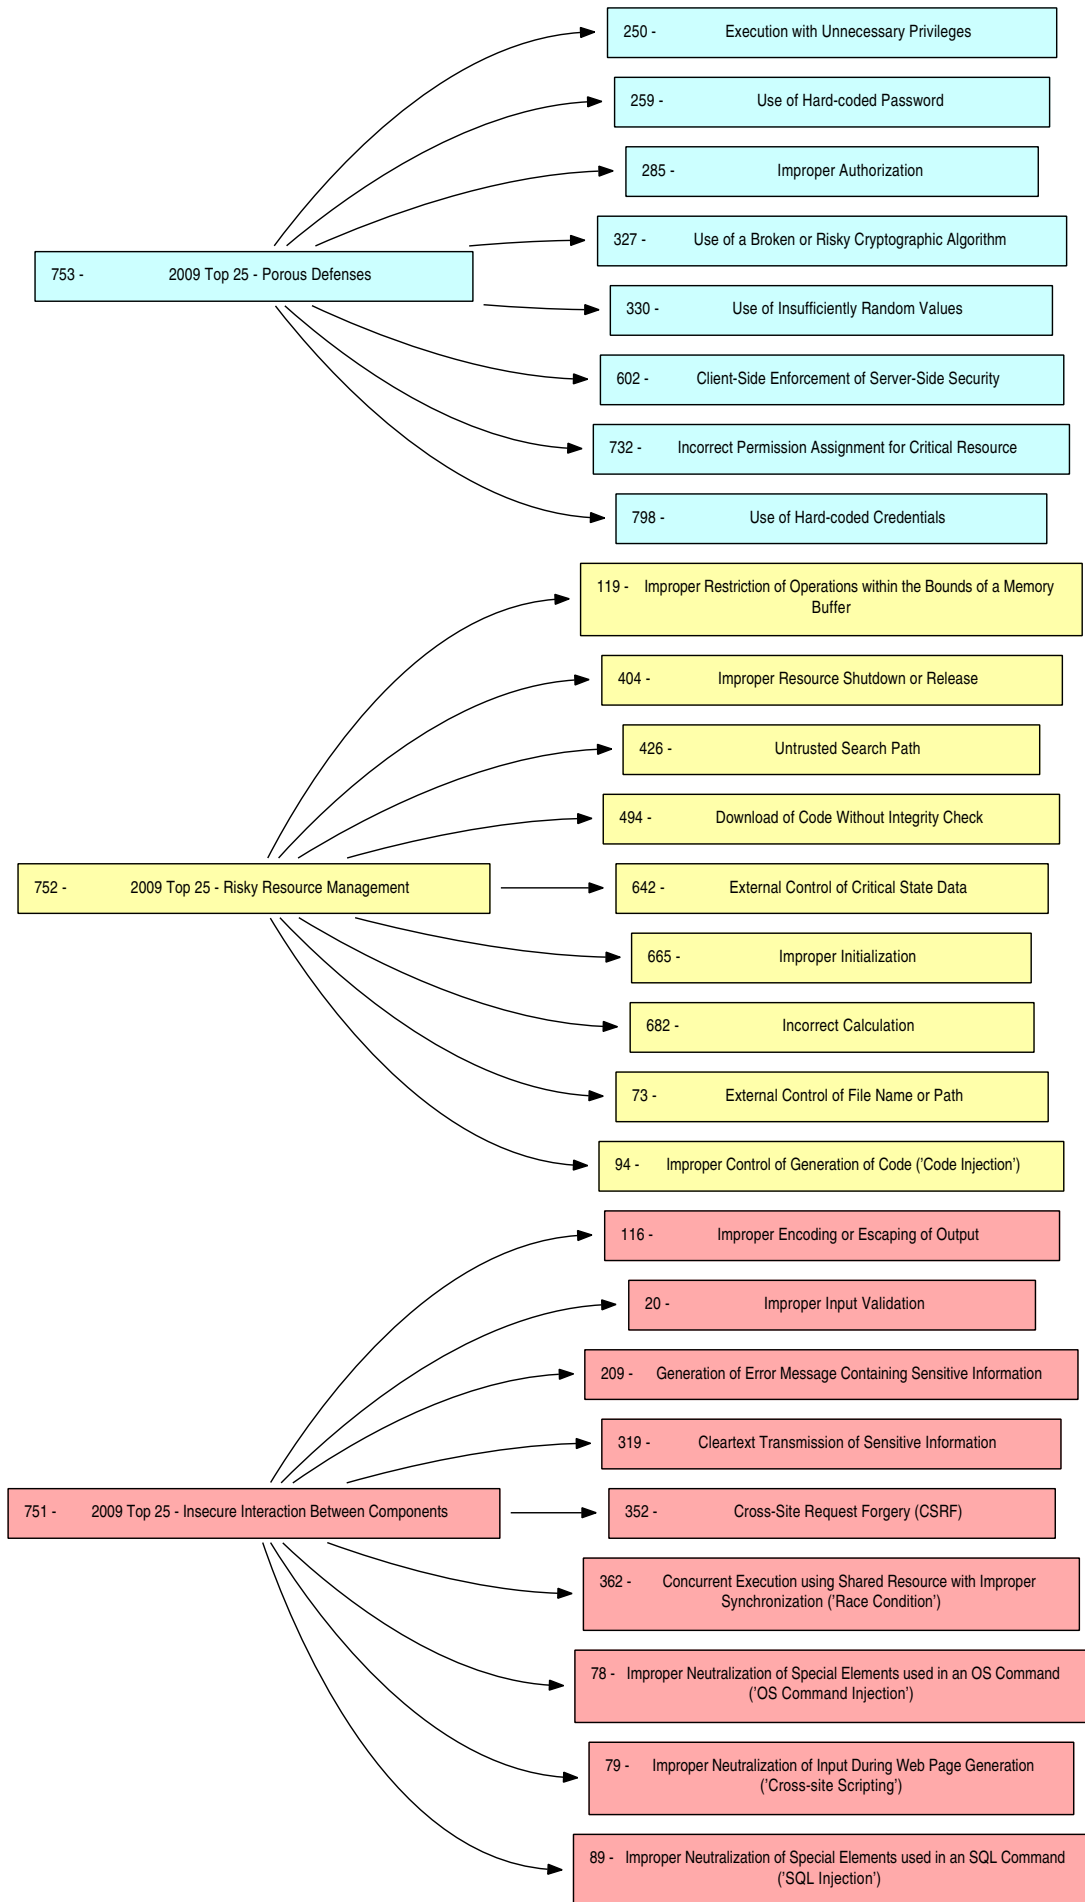 250 - Execution with Unnecessary Privileges
259 - Use of Hard-coded Password
285 - Improper Authorization
327 - Use of a Broken or Risky Cryptographic Algorithm
753 - 2009 Top 25 - Porous Defenses
330 - Use of Insufficiently Random Values
602 - Client-Side Enforcement of Server-Side Security
732 - Incorrect Permission Assignment for Critical Resource
798 - Use of Hard-coded Credentials
119 - Improper Restriction of Operations within the Bounds of a Memory
Buffer
404 - Improper Resource Shutdown or Release
426 - Untrusted Search Path
494 - Download of Code Without Integrity Check
752 - 2009 Top 25 - Risky Resource Management
642 - External Control of Critical State Data
665 - Improper Initialization
682 - Incorrect Calculation
73 - External Control of File Name or Path
94 - Improper Control of Generation of Code ('Code Injection')
116 - Improper Encoding or Escaping of Output
20 - Improper Input Validation
209 - Generation of Error Message Containing Sensitive Information
319 - Cleartext Transmission of Sensitive Information
751 - 2009 Top 25 - Insecure Interaction Between Components
352 - Cross-Site Request Forgery (CSRF)
362 - Concurrent Execution using Shared Resource with Improper
Synchronization ('Race Condition')
78 - Improper Neutralization of Special Elements used in an OS Command
('OS Command Injection')
79 - Improper Neutralization of Input During Web Page Generation
('Cross-site Scripting')
89 - Improper Neutralization of Special Elements used in an SQL Command
('SQL Injection')